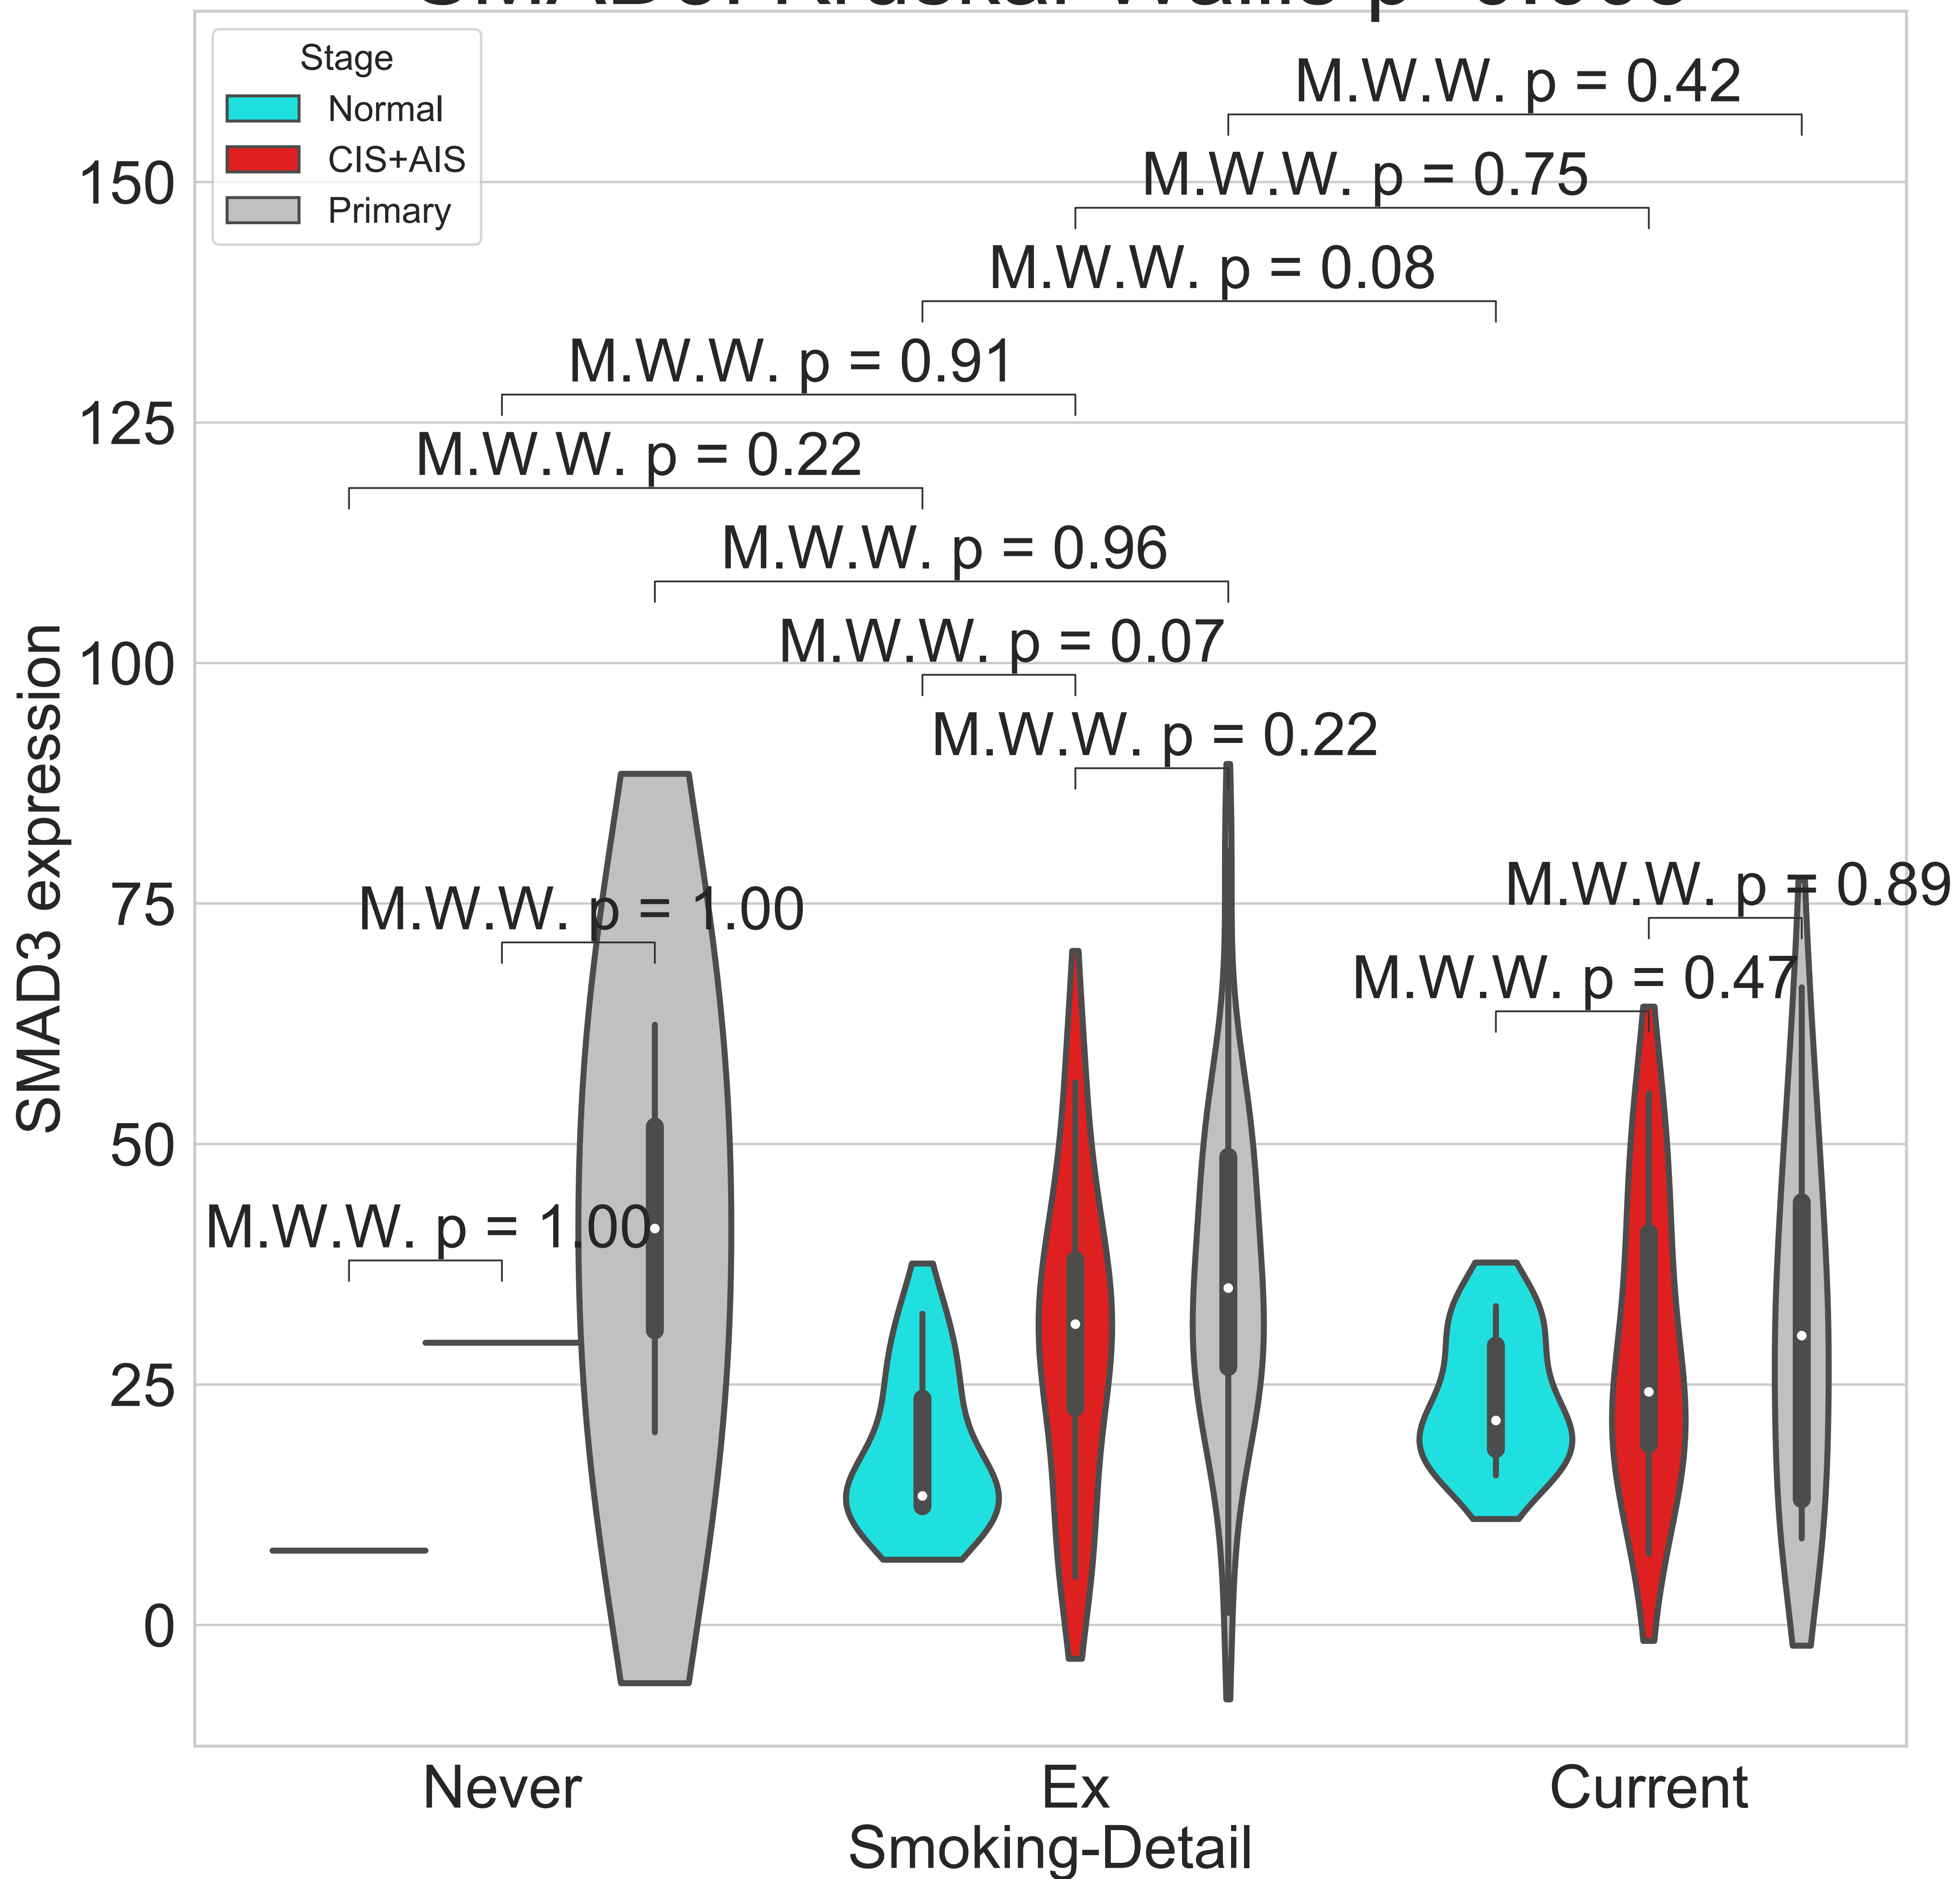 Stage
Normal
CIS+AIS
Primary
M.W.W. p = 0.42
M.W.W. p = 0.75
M.W.W. p = 0.08
M.W.W. p = 0.91
M.W.W. p = 0.22
M.W.W. p = 0.96
M.W.W. p = 0.07
M.W.W. p = 0.22
M.W.W. p = 0.89
M.W.W. p = 1.00
M.W.W. p = 0.47
M.W.W. p = 1.00
SMAD3 expression
150
125
100
75
50
25
0
Never
Ex
Current
Smoking-Detail